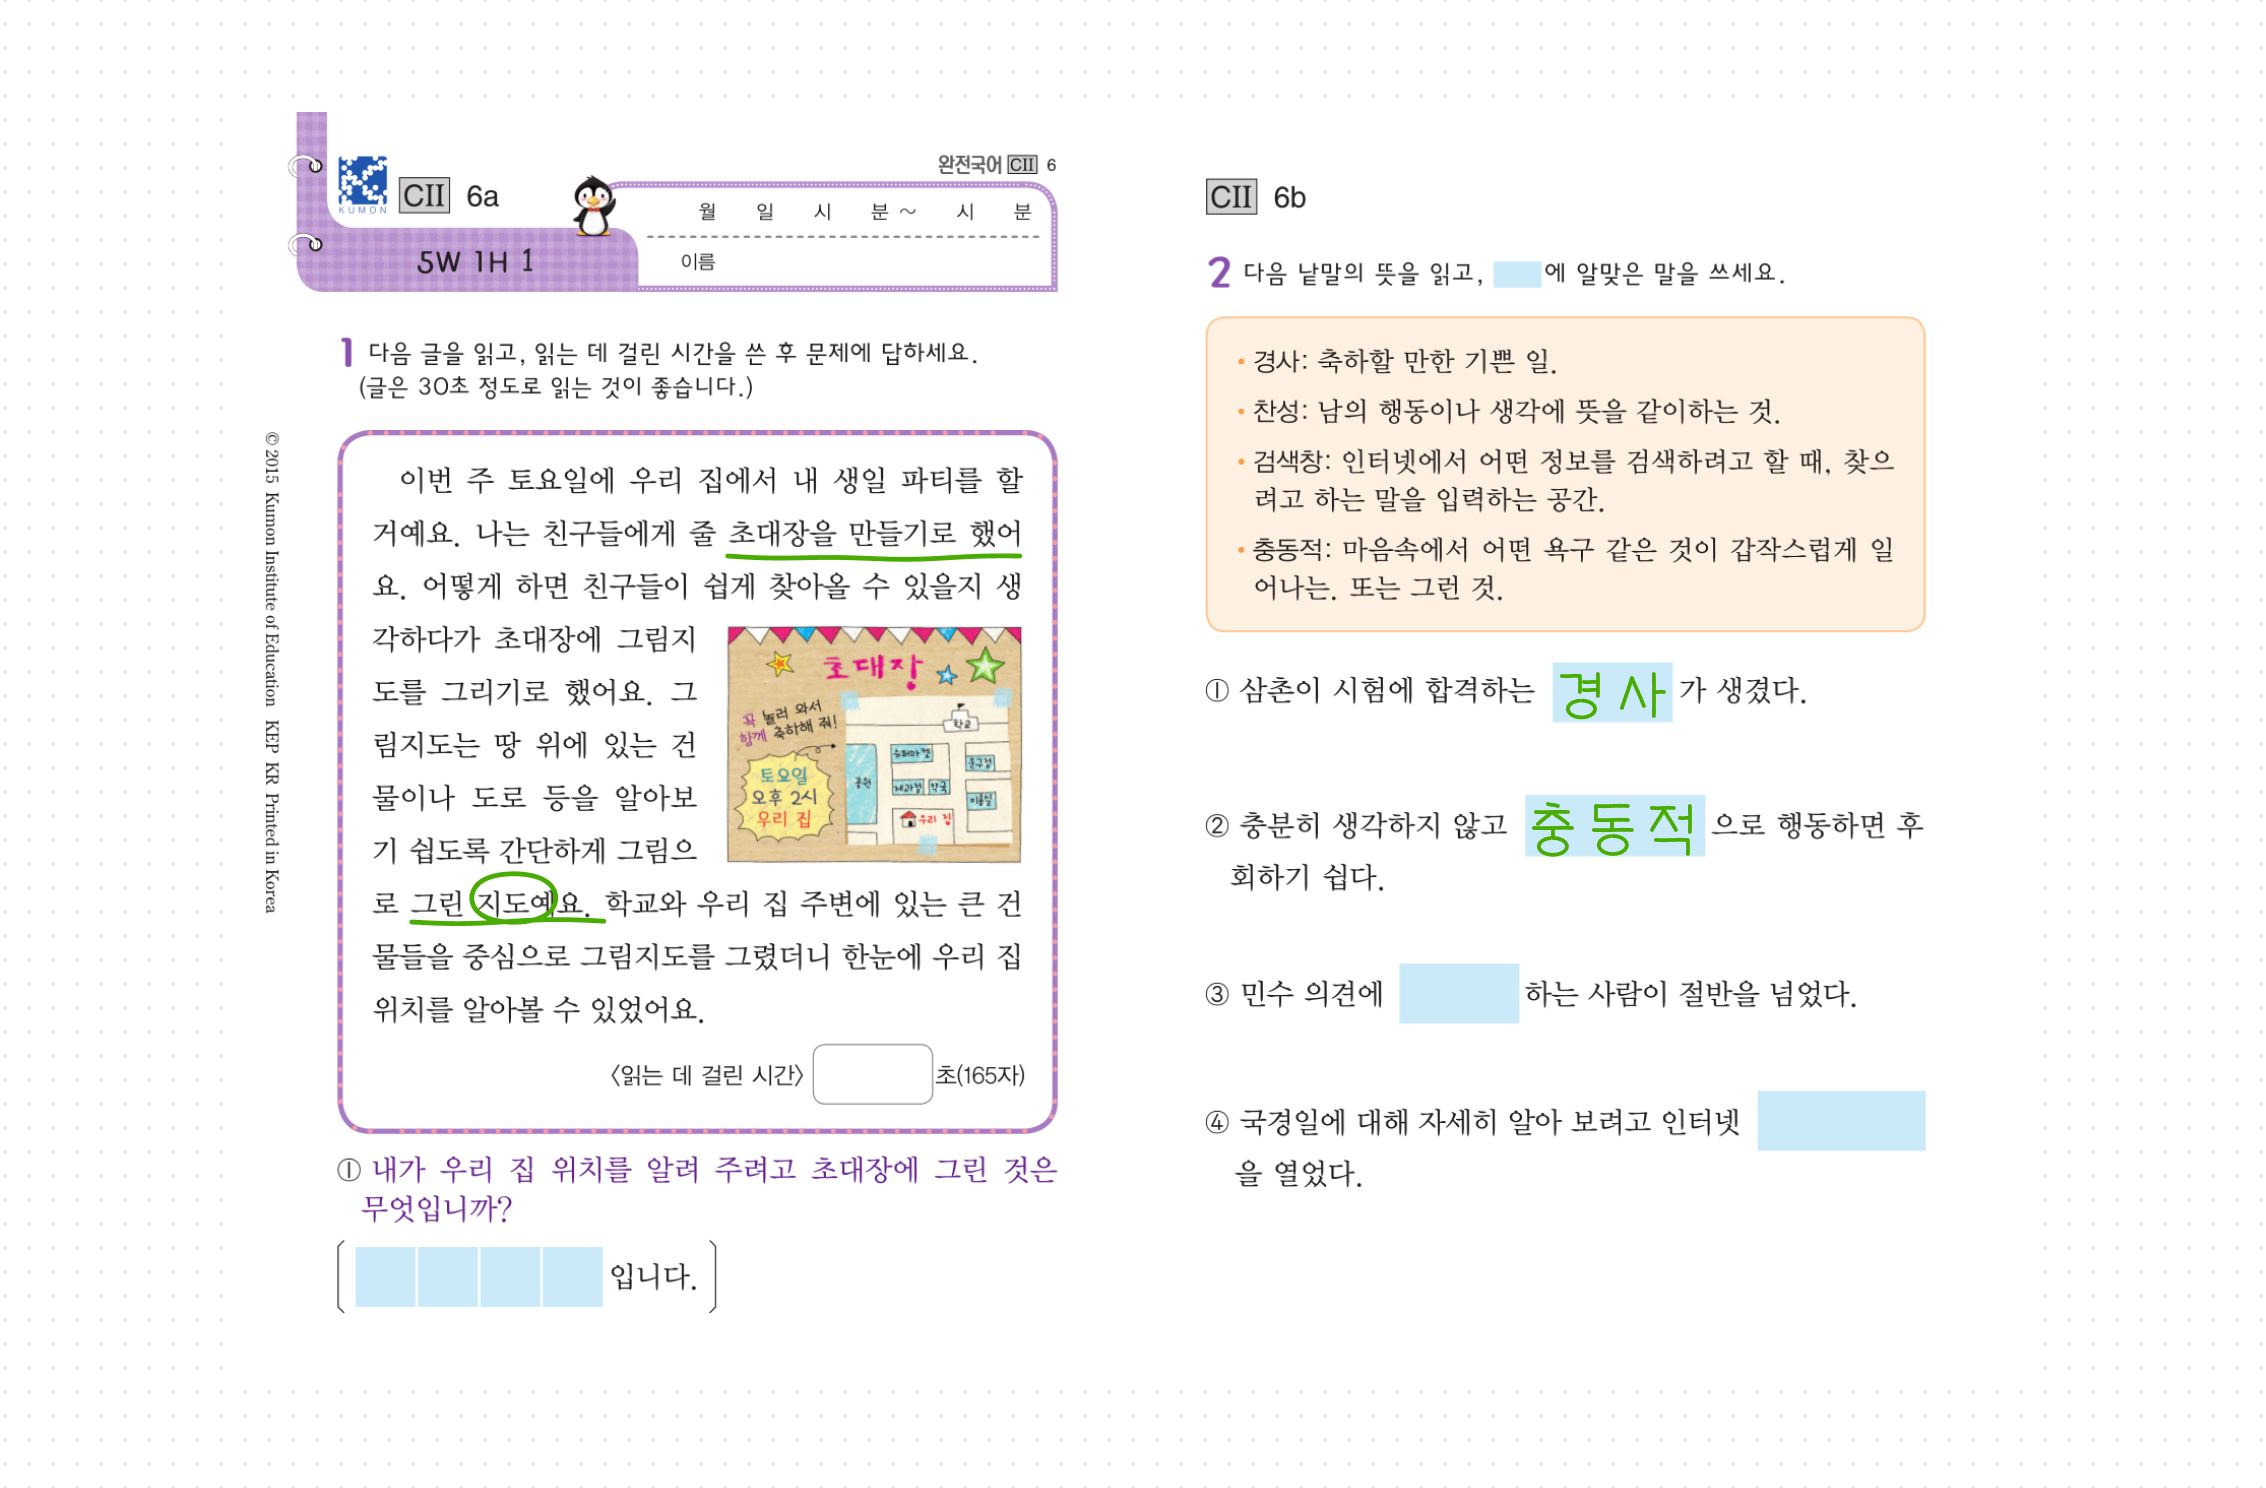 완전국어 CII 6
KUMON
CII 6a
월 일 시 분 ~ 시 분
이름
5W 1H 1
1 다음 글을 읽고, 읽는 데 걸린 시간을 쓴 후 문제에 답하세요.
(글은 30초 정도로 읽는 것이 좋습니다.)
이번 주 토요일에 우리 집에서 내 생일 파티를 할
거예요. 나는 친구들에게 줄 초대장을 만들기로 했어
요. 어떻게 하면 친구들이 쉽게 찾아올 수 있을지 생
각하다가 초대장에 그림지
도를 그리기로 했어요. 그
림지도는 땅 위에 있는 건
물이나 도로 등을 알아보
기 쉽도록 간단하게 그림으
로 그린 지도예요. 학교와 우리 집 주변에 있는 큰 건
물들을 중심으로 그림지도를 그렸더니 한눈에 우리 집
위치를 알아볼 수 있었어요.
초대장
꼭 놀러 와서
함께 축하해 줘!
토요일
오후 2시
우리 집
학교
슈퍼마켓
문구점
공원
제과점
약국
미용실
우리 집
〈읽는 데 걸린 시간〉 초(165자)
① 내가 우리 집 위치를 알려 주려고 초대장에 그린 것은
무엇입니까?
입니다.
© 2015 Kumon Institute of Education KEP KR Printed in Korea
CII 6b
2 다음 낱말의 뜻을 읽고, 에 알맞은 말을 쓰세요.
• 경사: 축하할 만한 기쁜 일.
• 찬성: 남의 행동이나 생각에 뜻을 같이하는 것.
• 검색창: 인터넷에서 어떤 정보를 검색하려고 할 때, 찾으
려고 하는 말을 입력하는 공간.
• 충동적: 마음속에서 어떤 욕구 같은 것이 갑작스럽게 일
어나는. 또는 그런 것.
① 삼촌이 시험에 합격하는 경사가 생겼다.
② 충분히 생각하지 않고 충동적으로 행동하면 후
회하기 쉽다.
③ 민수 의견에 하는 사람이 절반을 넘었다.
④ 국경일에 대해 자세히 알아 보려고 인터넷
을 열었다.